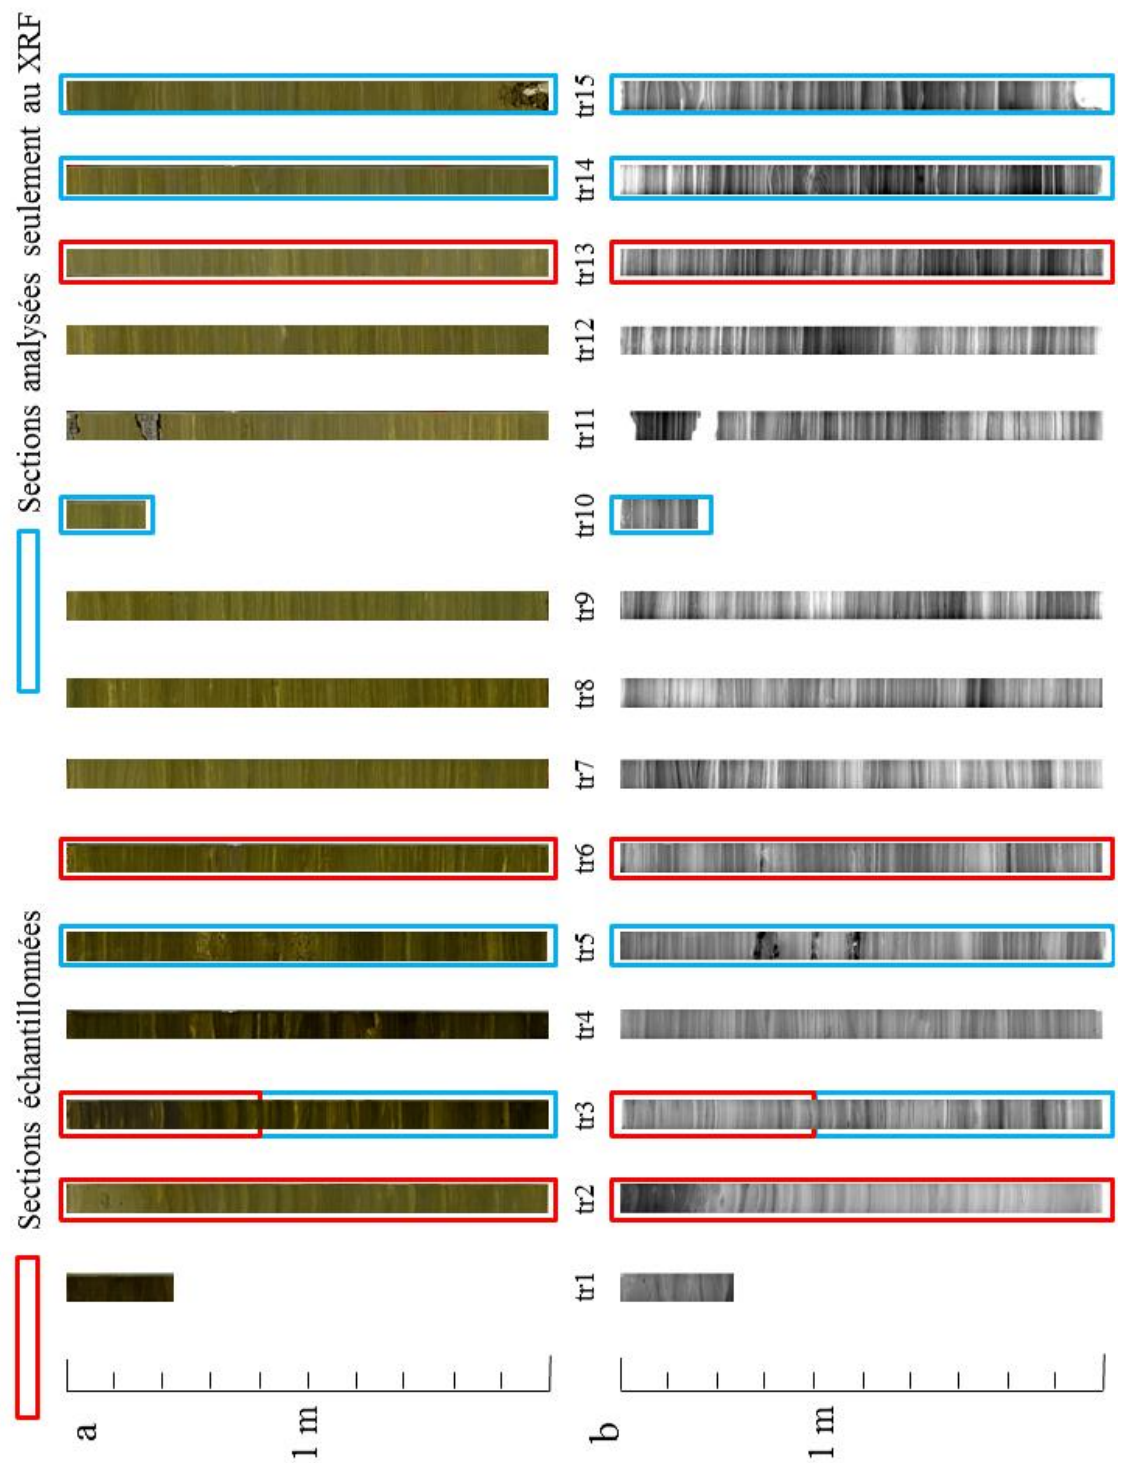 Sections échantillonnées
Sections analysées seulement au XRF
a
1 m
tr1
tr2
tr3
tr4
tr5
tr6
tr7
tr8
tr9
tr10
tr11
tr12
tr13
tr14
tr15
b
1 m